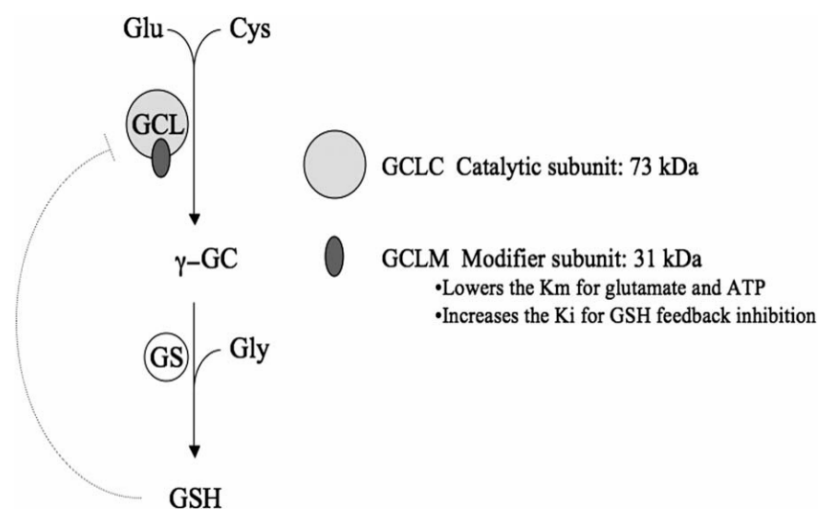 Glu Cys
GCL
GCLC Catalytic subunit: 73 kDa
γ–GC
GCLM Modifier subunit: 31 kDa
•Lowers the Km for glutamate and ATP
•Increases the Ki for GSH feedback inhibition
GS Gly
GSH